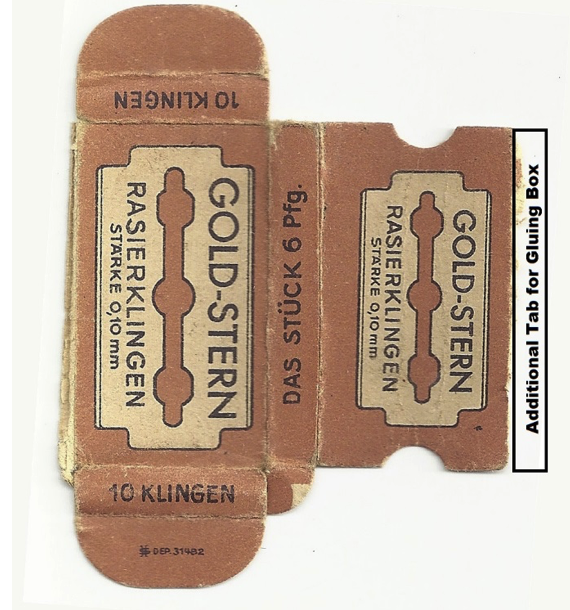 10 KLINGEN
GOLD-STERN
RASIERKLINGEN
STÄRKE 0,10 mm
DAS STÜCK 6 Pfg.
GOLD-STERN
RASIERKLINGEN
STÄRKE 0,10 mm
Additional Tab for Gluing Box
10 KLINGEN
DEP. 31482